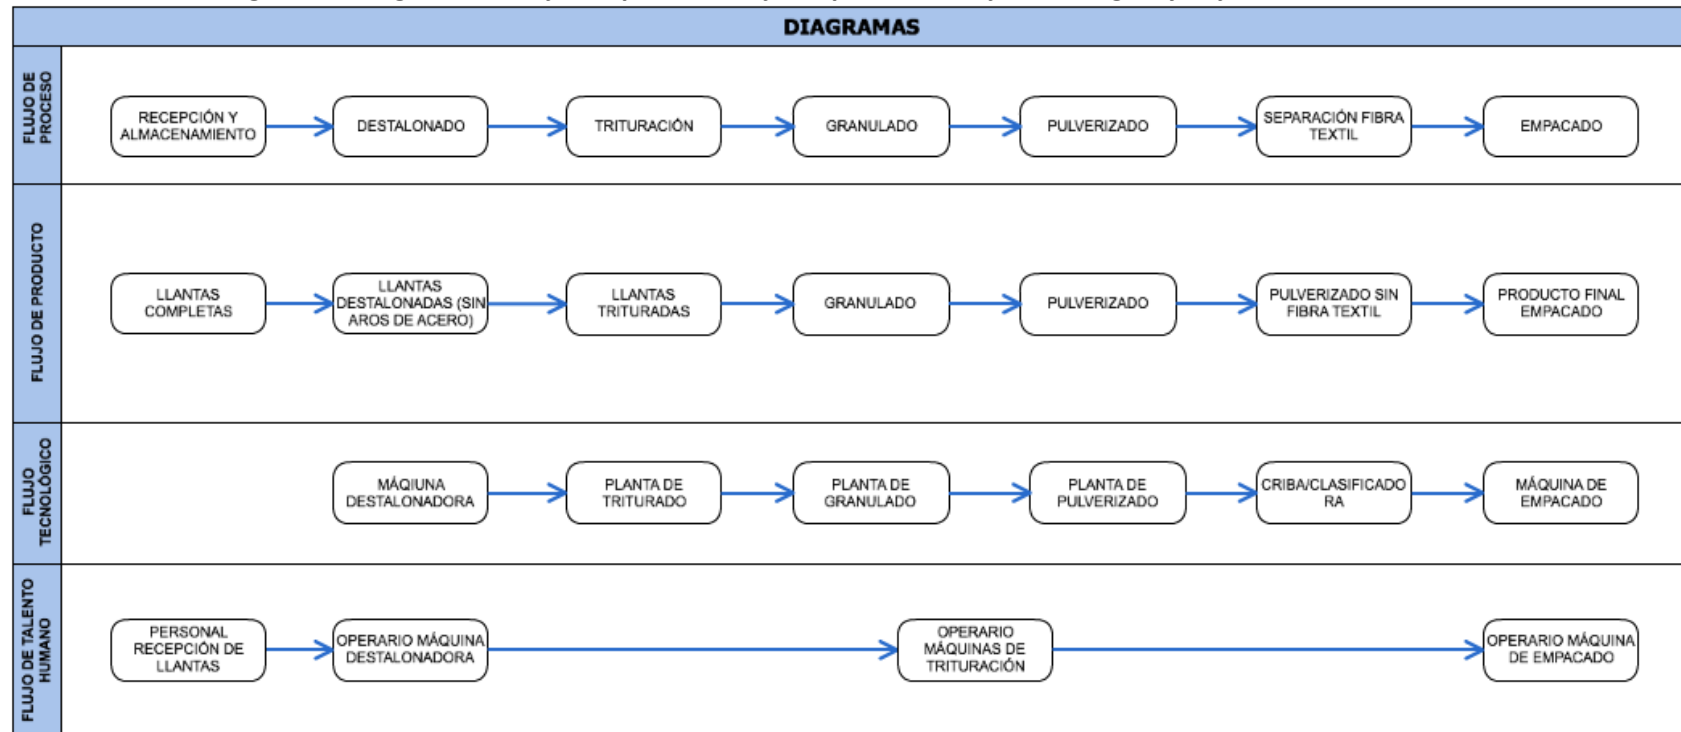 DIAGRAMAS
FLUJO DE
PROCESO
RECEPCIÓN Y
ALMACENAMIENTO
DESTALONADO
TRITURACIÓN
GRANULADO
PULVERIZADO
SEPARACIÓN FIBRA
TEXTIL
EMPACADO
FLUJO DE PRODUCTO
LLANTAS
COMPLETAS
LLANTAS
DESTALONADAS (SIN
AROS DE ACERO)
LLANTAS
TRITURADAS
GRANULADO
PULVERIZADO
PULVERIZADO SIN
FIBRA TEXTIL
PRODUCTO FINAL
EMPACADO
FLUJO
TECNOLÓGICO
MÁQIUNA
DESTALONADORA
PLANTA DE
TRITURADO
PLANTA DE
GRANULADO
PLANTA DE
PULVERIZADO
CRIBA/CLASIFICADO
RA
MÁQUINA DE
EMPACADO
FLUJO DE TALENTO
HUMANO
PERSONAL
RECEPCIÓN DE
LLANTAS
OPERARIO MÁQUINA
DESTALONADORA
OPERARIO
MÁQUINAS DE
TRITURACIÓN
OPERARIO MÁQUINA
DE EMPACADO